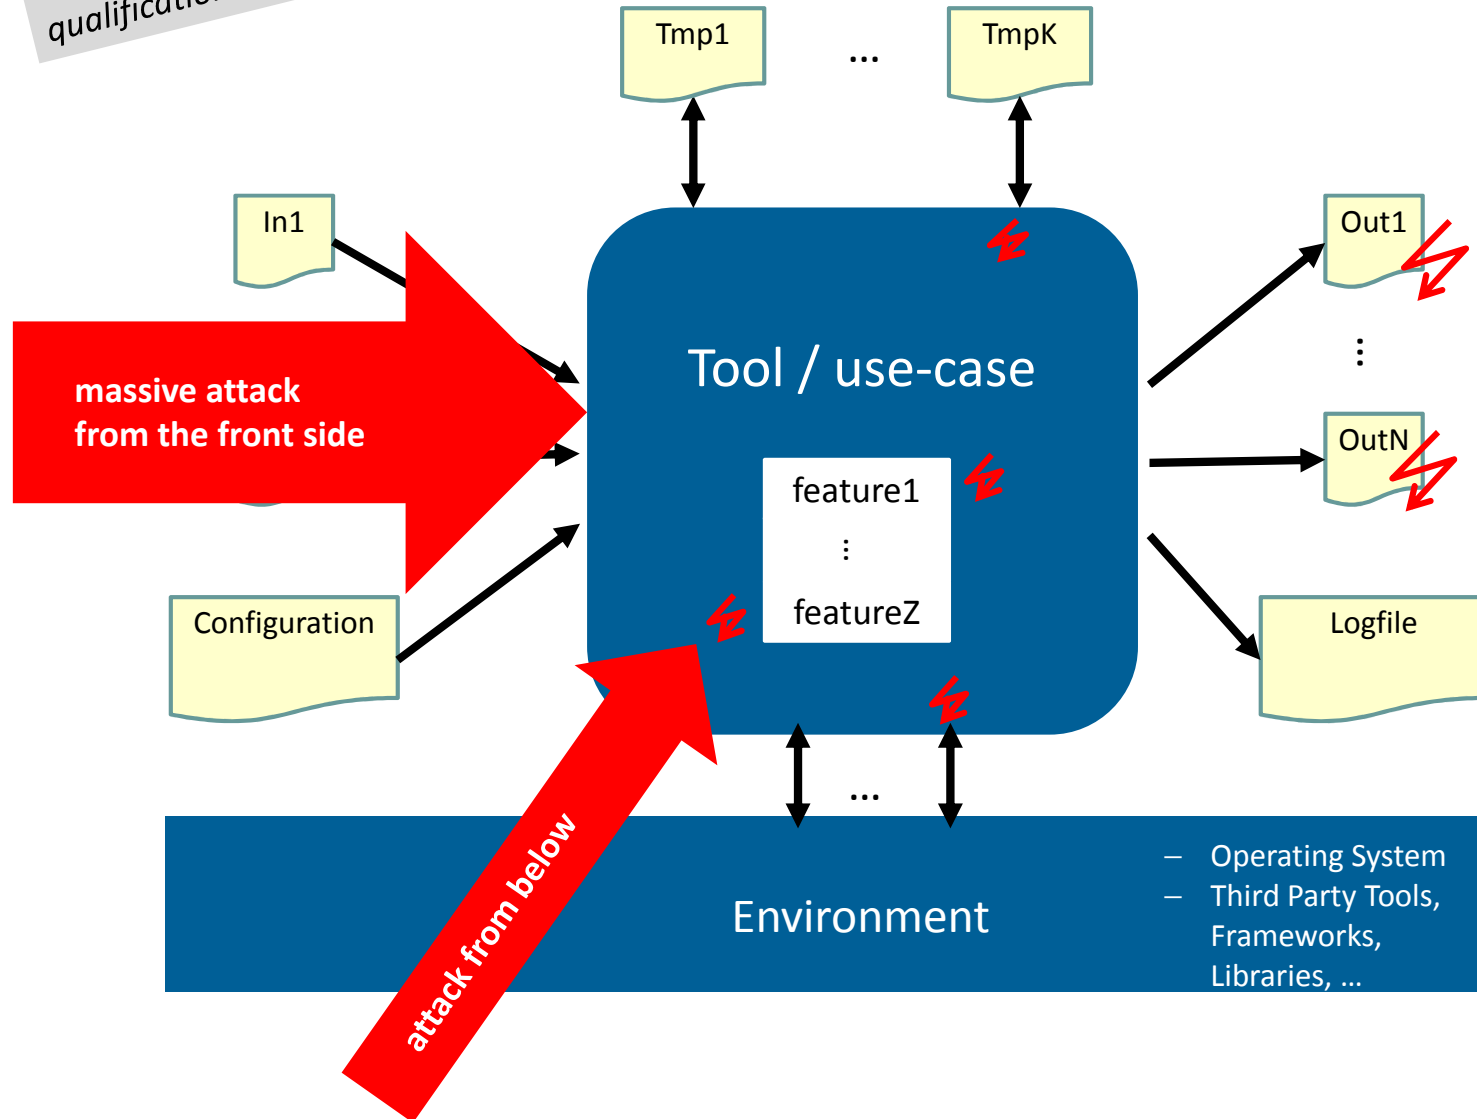 qualification
Tmp1
...
TmpK
In1
Out1
⋮
Tool / use-case
massive attack
from the front side
OutN
feature1
⋮
featureZ
Configuration
Logfile
...
attack from below
Environment
– Operating System
– Third Party Tools,
Frameworks,
Libraries, ...